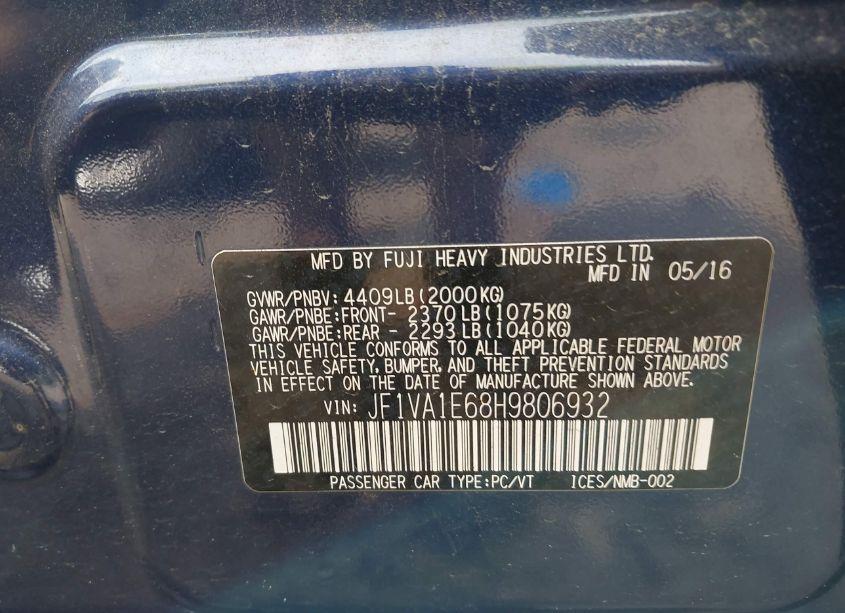 MFD BY FUJI HEAVY INDUSTRIES LTD.
MFD IN 05/16
GVWR/PNBV: 4409LB(2000KG)
GAWR/PNBE:FRONT- 2370LB(1075KG)
GAWR/PNBE:REAR - 2293LB(1040KG)
THIS VEHICLE CONFORMS TO ALL APPLICABLE FEDERAL MOTOR
VEHICLE SAFETY, BUMPER, AND THEFT PREVENTION STANDARDS
IN EFFECT ON THE DATE OF MANUFACTURE SHOWN ABOVE.
VIN: JF1VA1E68H9806932
PASSENGER CAR TYPE:PC/VT ICES/NMB-002